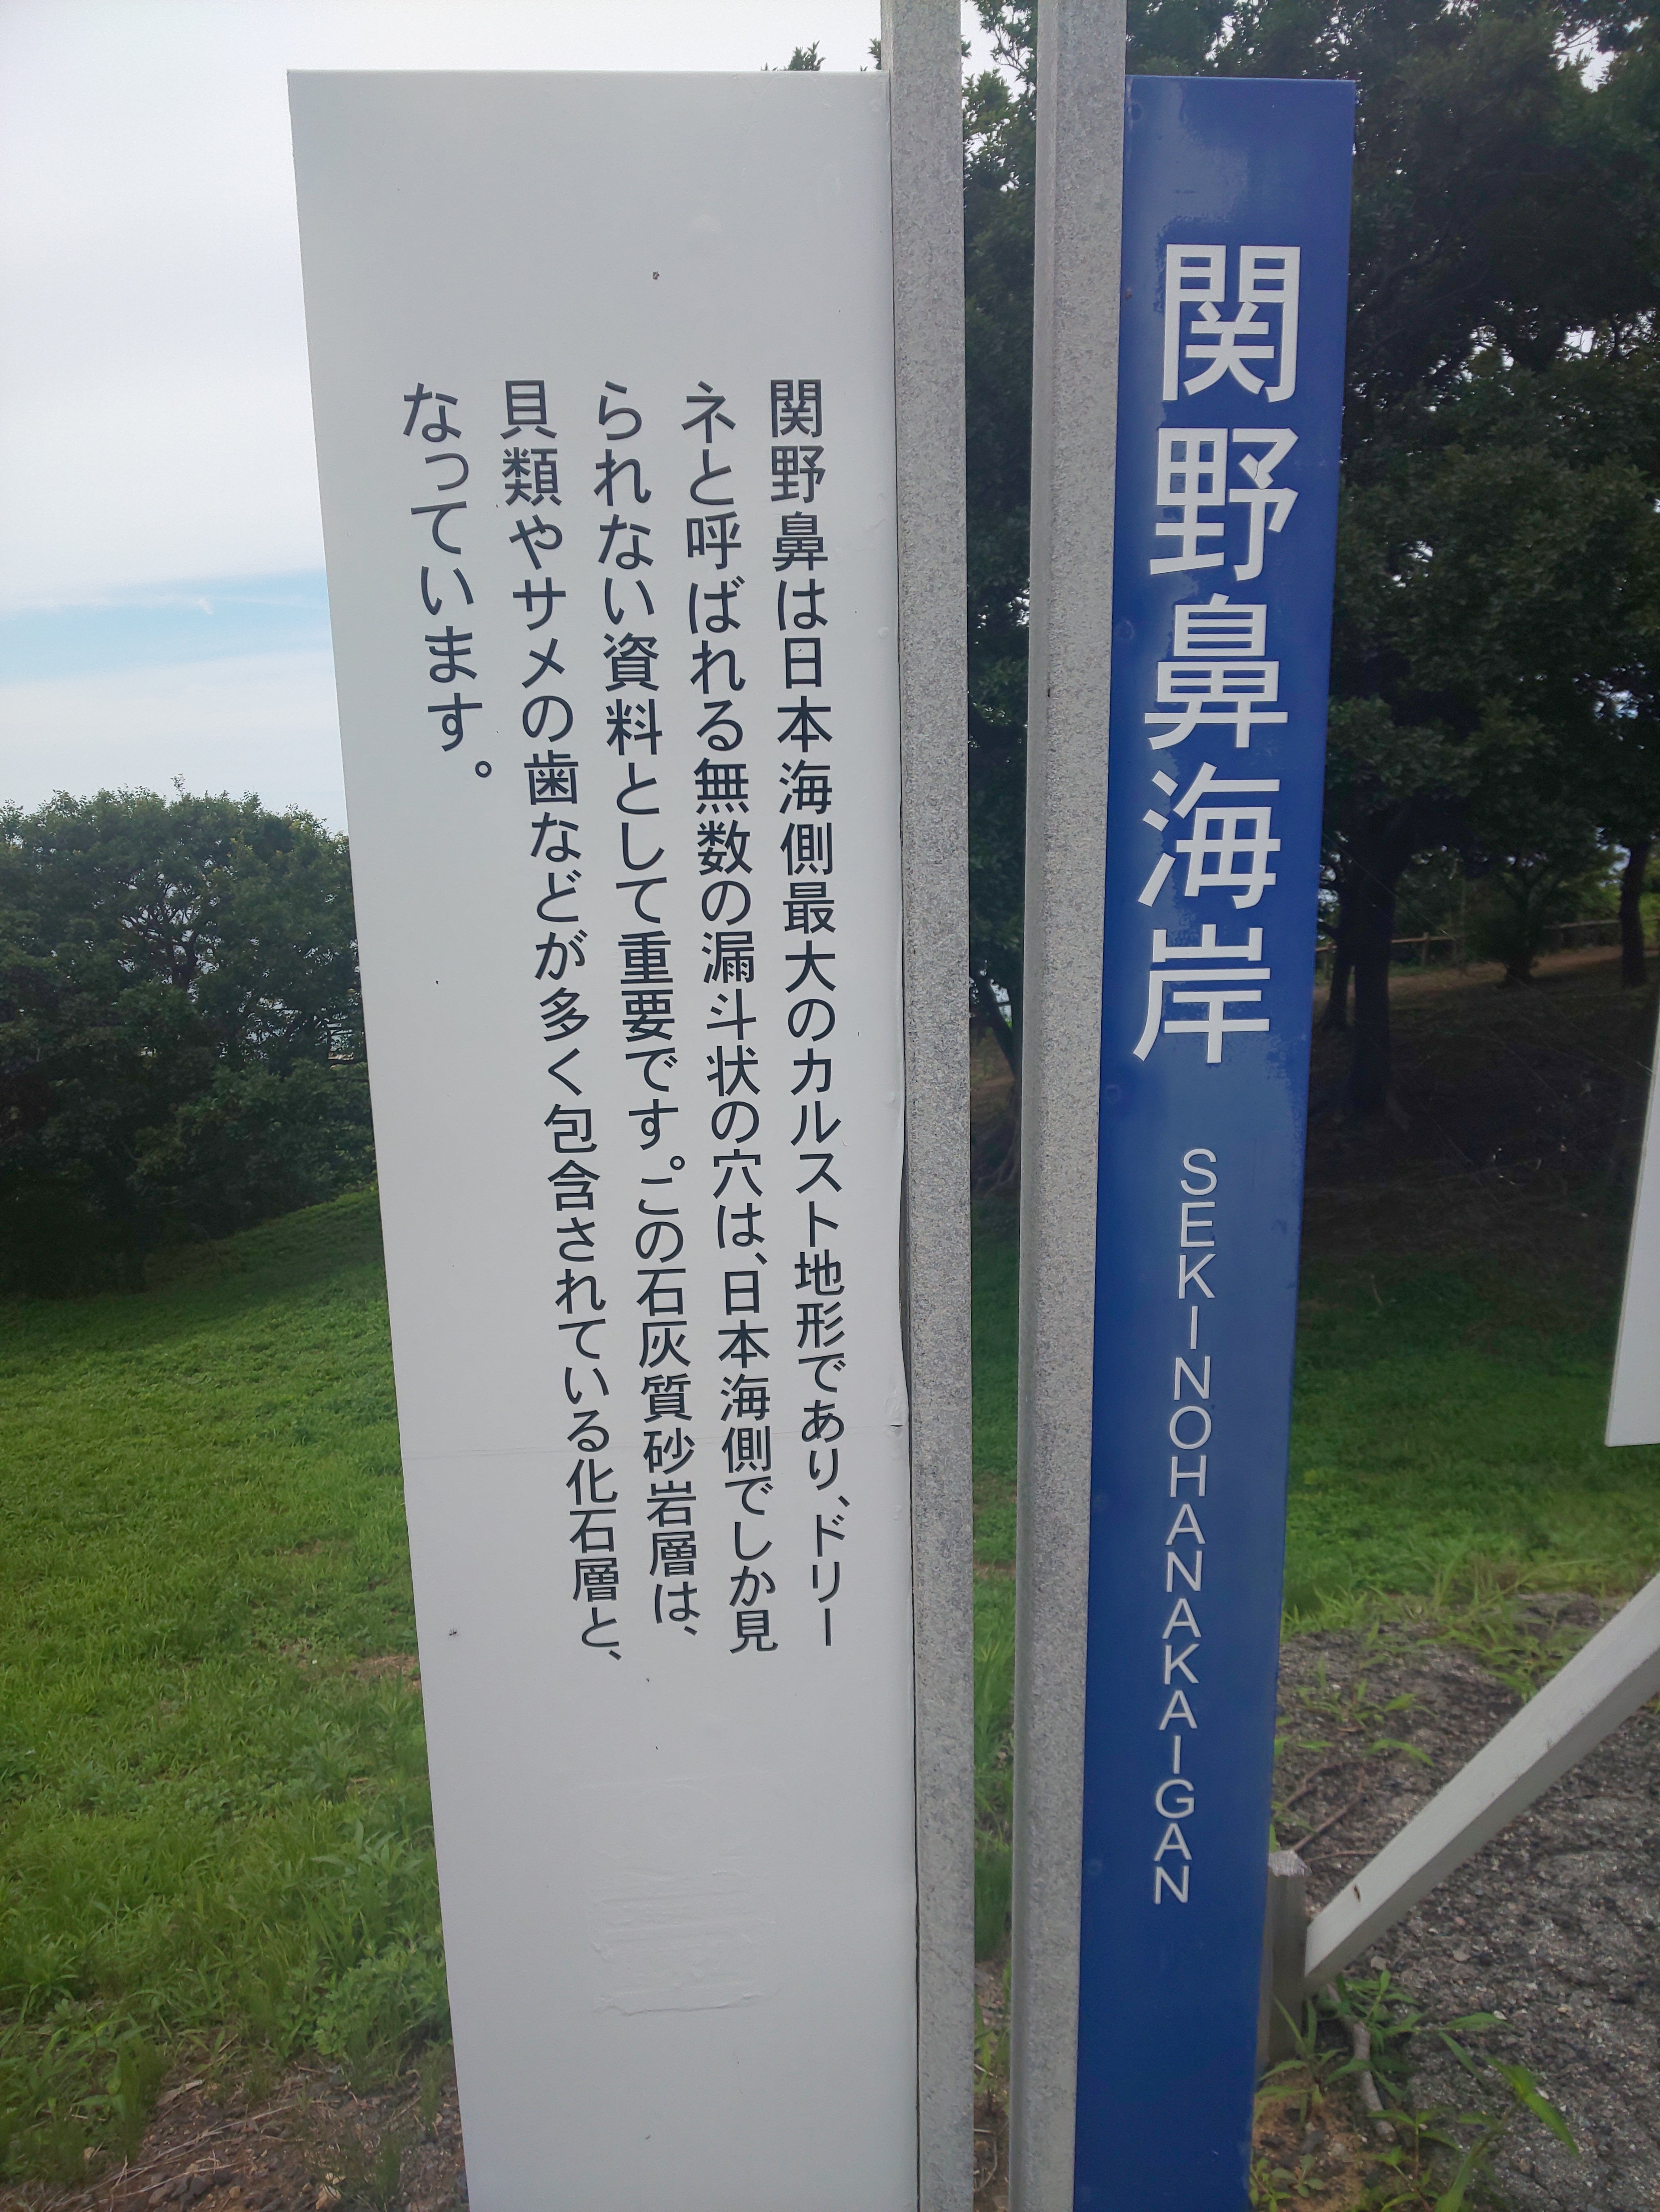 関野鼻海岸 SEKINOHANAKAIGAN
関野鼻は日本海側最大のカルスト地形であり、ドリー
ネと呼ばれる無数の漏斗状の穴は、日本海側でしか見
られない資料として重要です。この石灰質砂岩層は、
貝類やサメの歯などが多く包含されている化石層と、
なっています。